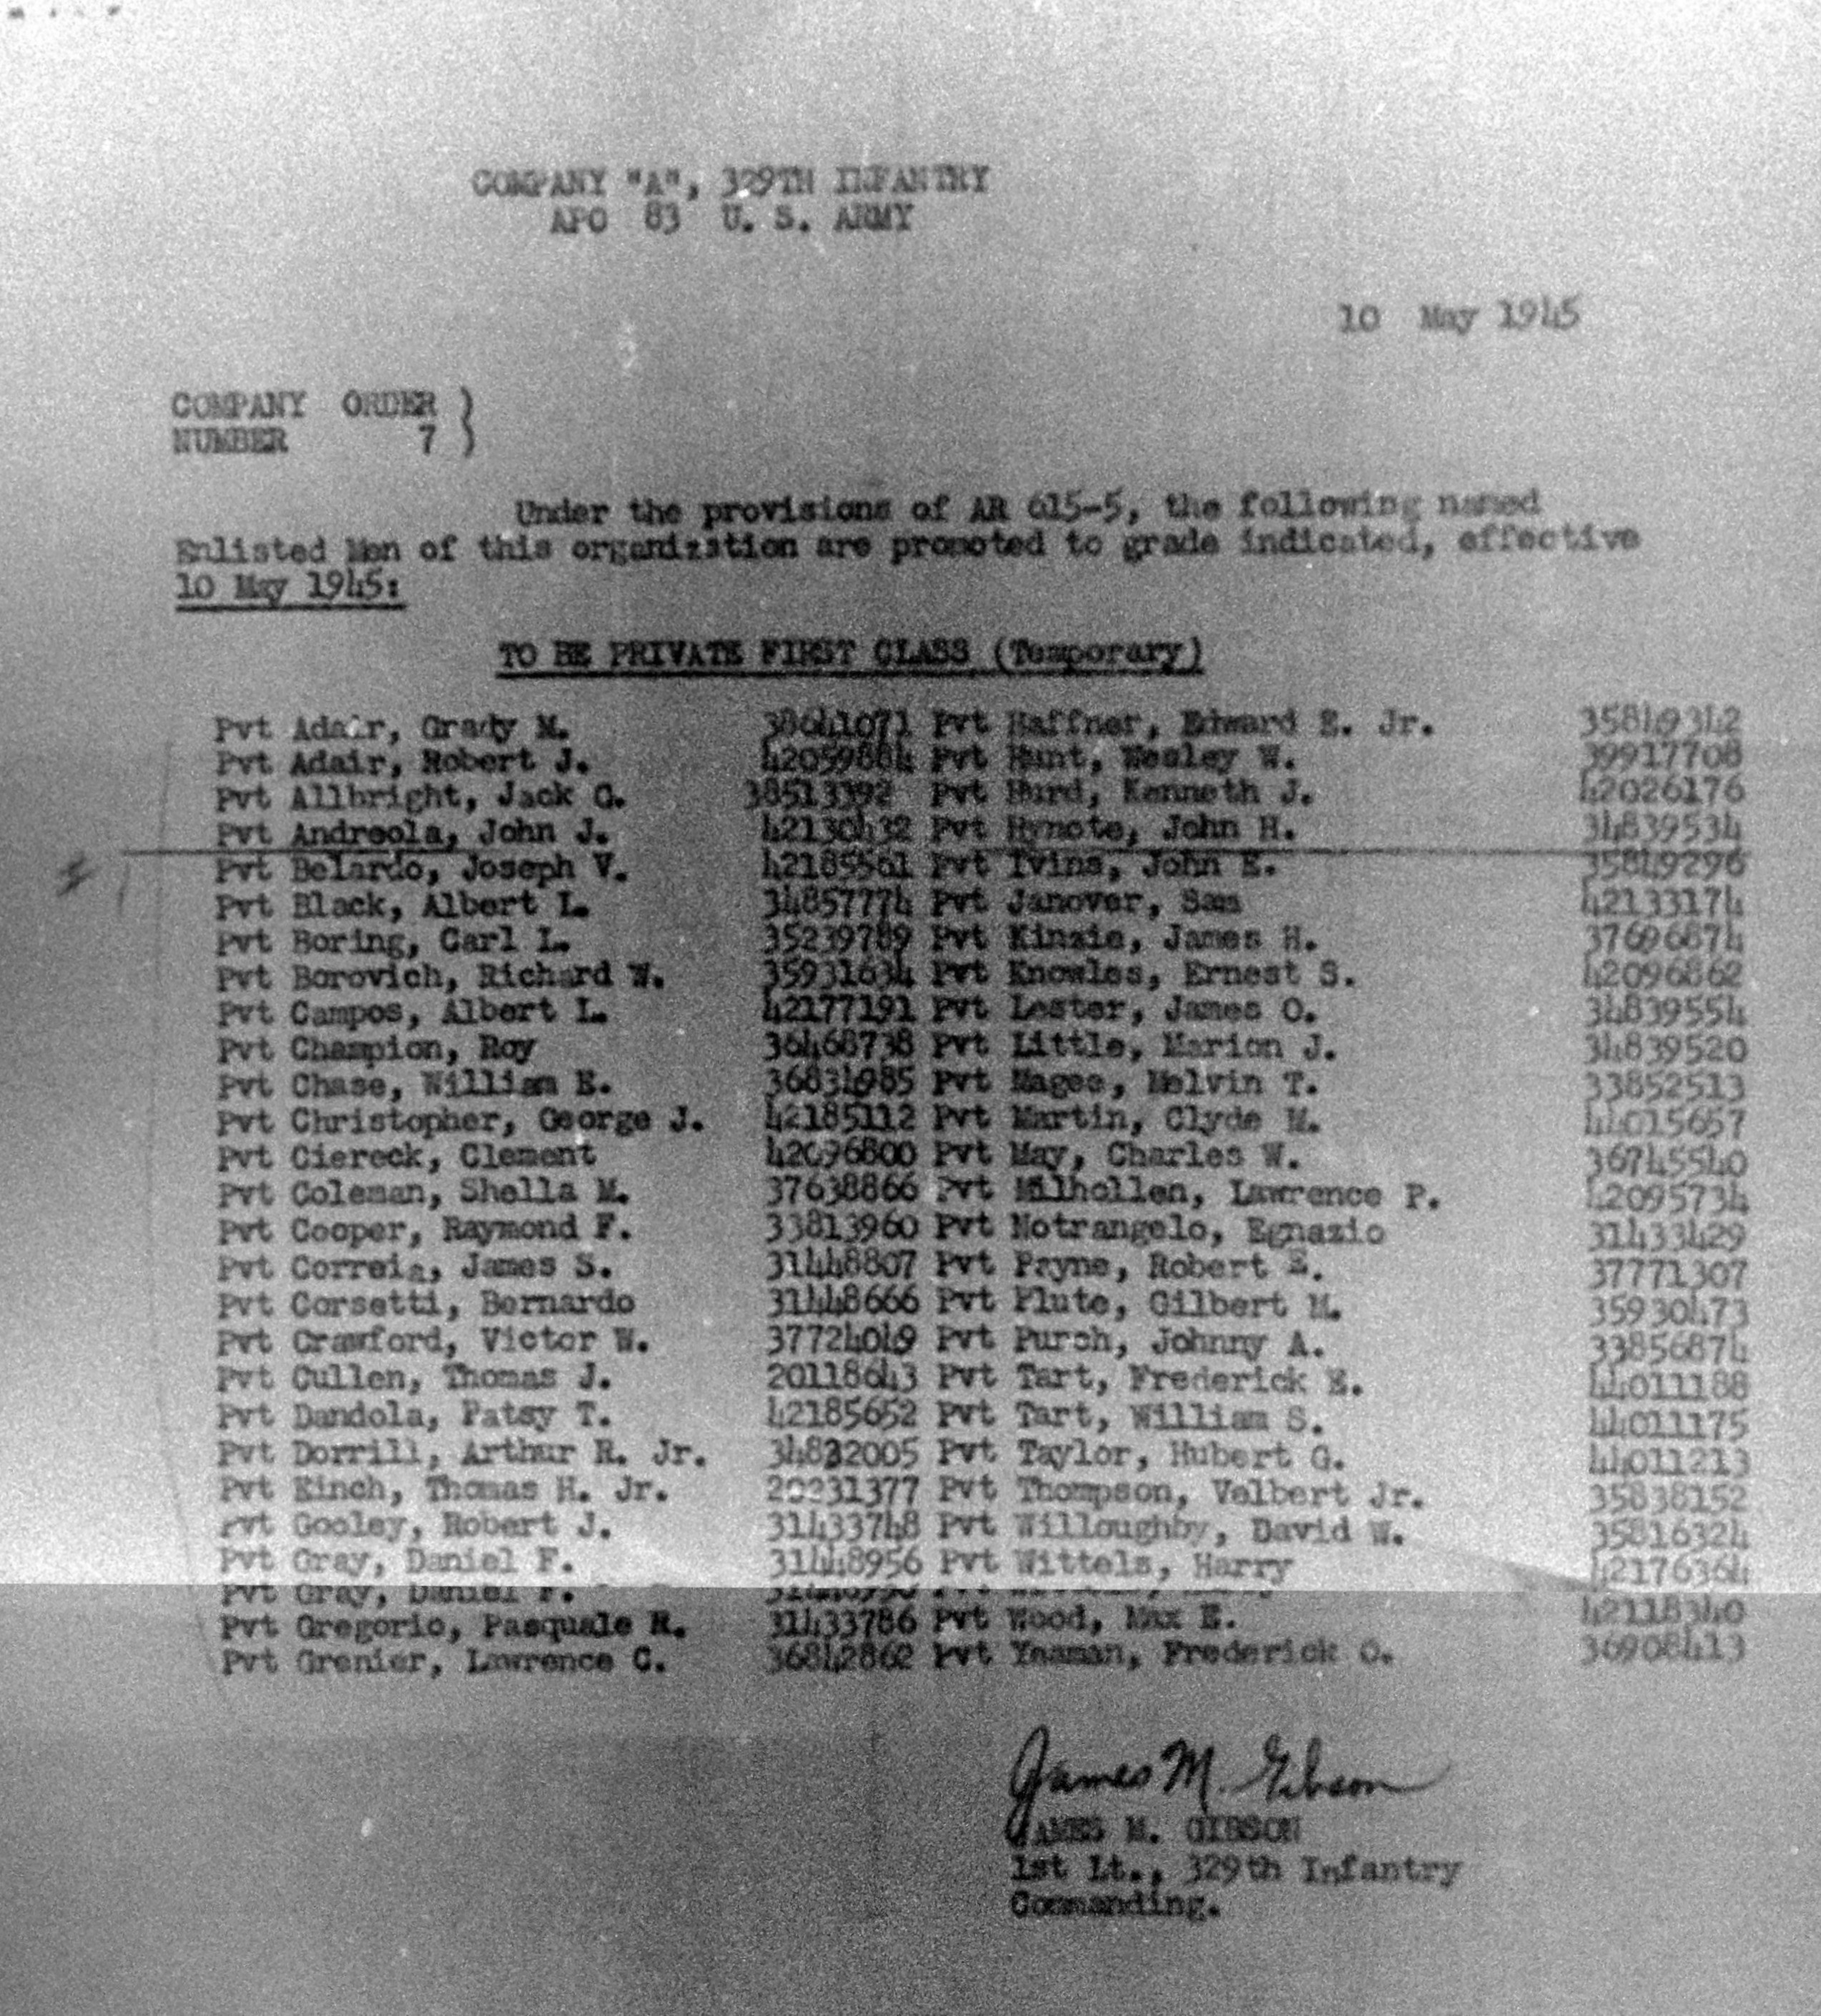 COMPANY "A", 329TH INFANTRY
APO 83 U. S. ARMY
10 May 1945
COMPANY ORDER )
NUMBER 7 )
Under the provisions of AR 615-5, the following named
Enlisted Men of this organization are promoted to grade indicated, effective
10 May 1945:
TO BE PRIVATE FIRST CLASS (Temporary)
Pvt Adair, Grady M. 38641071 Pvt Haffner, Edward E. Jr. 35849342
Pvt Adair, Robert J. 42059884 Pvt Hunt, Wesley W. 39917708
Pvt Allbright, Jack G. 38513392 Pvt Hurd, Kenneth J. 42026176
Pvt Andreola, John J. 42130432 Pvt Hynote, John H. 34839534
Pvt Belardo, Joseph V. 42185561 Pvt Ivins, John E. 35849296
Pvt Black, Albert L. 34857774 Pvt Janover, Sam 42133174
Pvt Boring, Carl L. 35239789 Pvt Kinzie, James H. 37696874
Pvt Borovich, Richard W. 35931634 Pvt Knowles, Ernest S. 42096862
Pvt Campos, Albert L. 42177191 Pvt Lester, James O. 34839554
Pvt Champion, Roy 36468738 Pvt Little, Marion J. 34839520
Pvt Chase, William E. 36834985 Pvt Magee, Melvin T. 33852513
Pvt Christopher, George J. 42185112 Pvt Martin, Clyde M. 44015657
Pvt Ciereck, Clement 42096800 Pvt May, Charles W. 36745540
Pvt Coleman, Shella M. 37638866 Pvt Milhollen, Lawrence P. 42095734
Pvt Cooper, Raymond F. 33813960 Pvt Notrangelo, Egnazio 31433429
Pvt Correia, James S. 31448807 Pvt Payne, Robert E. 37771307
Pvt Corsetti, Bernardo 31448666 Pvt Plute, Gilbert M. 35930473
Pvt Crawford, Victor W. 37724049 Pvt Purch, Johnny A. 33856874
Pvt Cullen, Thomas J. 20118643 Pvt Tart, Frederick E. 44011188
Pvt Dandola, Patsy T. 42185652 Pvt Tart, William S. 44011175
Pvt Dorrill, Arthur R. Jr. 34832005 Pvt Taylor, Hubert G. 44011213
Pvt Finch, Thomas H. Jr. 20231377 Pvt Thompson, Velbert Jr. 35838152
Pvt Gooley, Robert J. 31433748 Pvt Willoughby, David W. 35816324
Pvt Gray, Daniel F. 31448956 Pvt Wittels, Harry 42176364
Pvt Gray, Daniel F.
Pvt Gregorio, Pasquale R. 31433786 Pvt Wood, Max E. 42118340
Pvt Grenier, Lawrence C. 36842862 Pvt Yeaman, Frederick O. 36908413
James M. Gibson
JAMES M. GIBSON
1st Lt., 329th Infantry
Commanding.